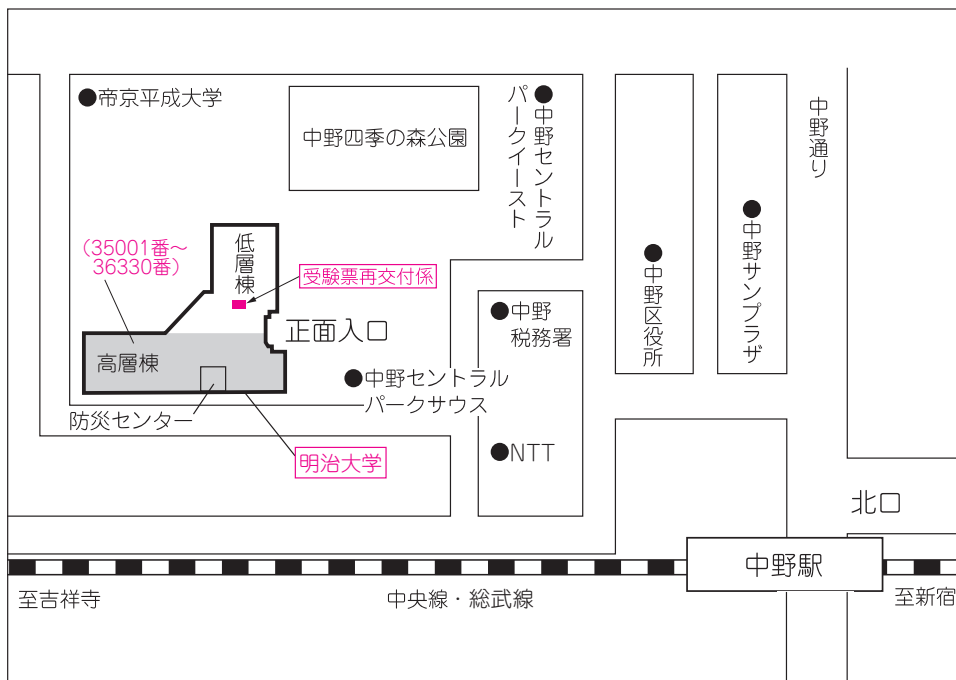 ●帝京平成大学
中野四季の森公園
●中野セントラル
パークイースト
中野通り
●中野サンプラザ
●中野区役所
(35001番～
36330番)
低層棟
受験票再交付係
正面入口
●中野
税務署
高層棟
●中野セントラル
パークサウス
防災センター
明治大学
●NTT
北口
中野駅
至吉祥寺
中央線・総武線
至新宿